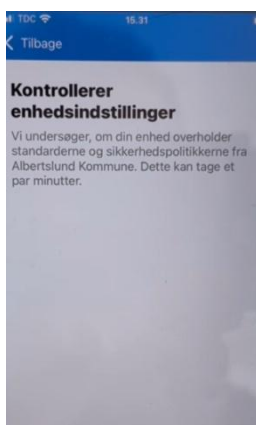 TDC 15.31
Tilbage
Kontrollerer
enhedsindstillinger
Vi undersøger, om din enhed overholder
standarderne og sikkerhedspolitikkerne fra
Albertslund Kommune. Dette kan tage et
par minutter.